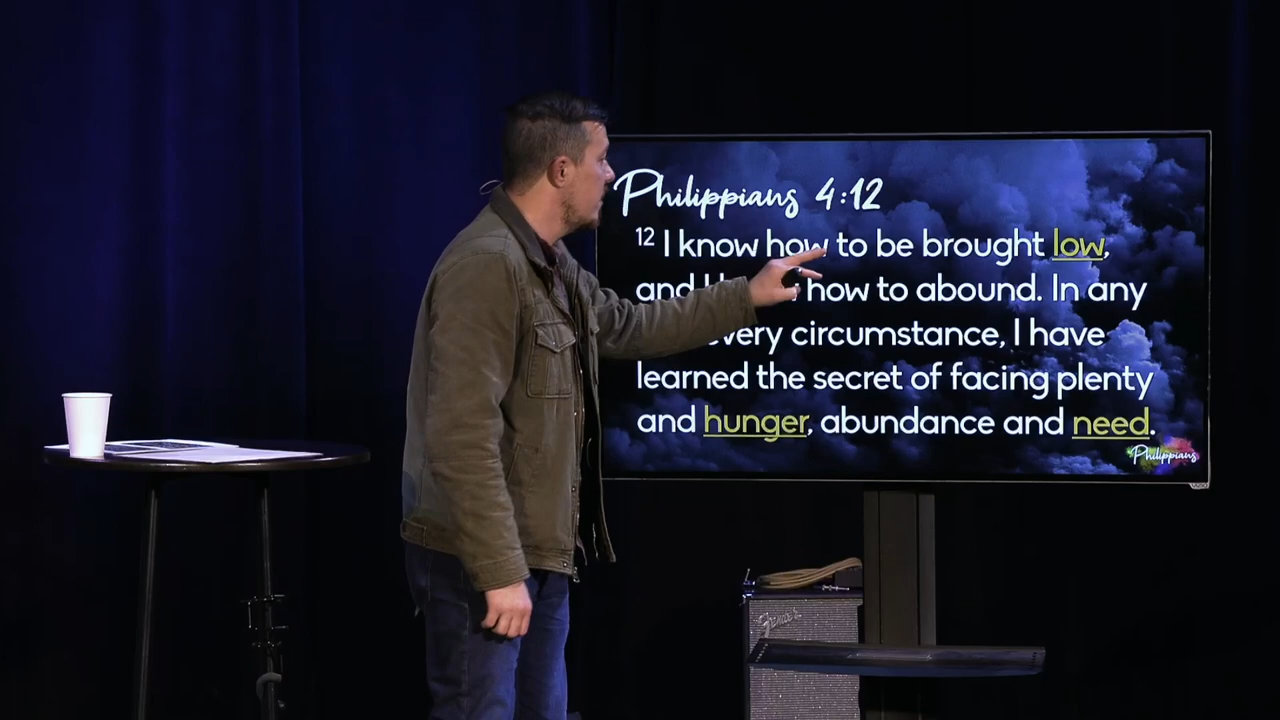 Philippians 4:12
12 I know how to be brought low,
and I how to abound. In any
every circumstance, I have
learned the secret of facing plenty
and hunger, abundance and need.
Philippians
Fender